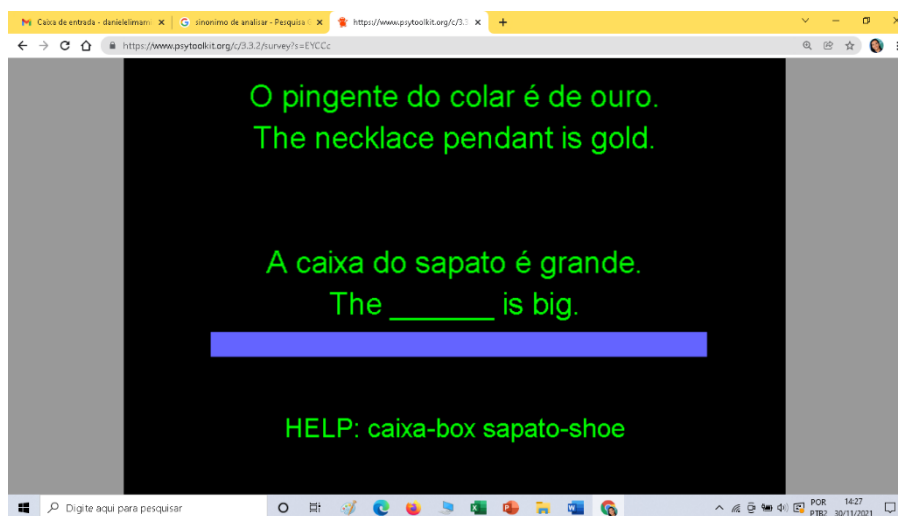 Caixa de entrada - danielelimam
sinonimo de analisar - Pesquisa
https://www.psytoolkit.org/c/3.3
https://www.psytoolkit.org/c/3.3.2/survey?s=EYCCc
O pingente do colar é de ouro.
The necklace pendant is gold.
A caixa do sapato é grande.
The _______ is big.
HELP: caixa-box sapato-shoe
Digite aqui para pesquisar
POR 14:27
PTB2 30/11/2021